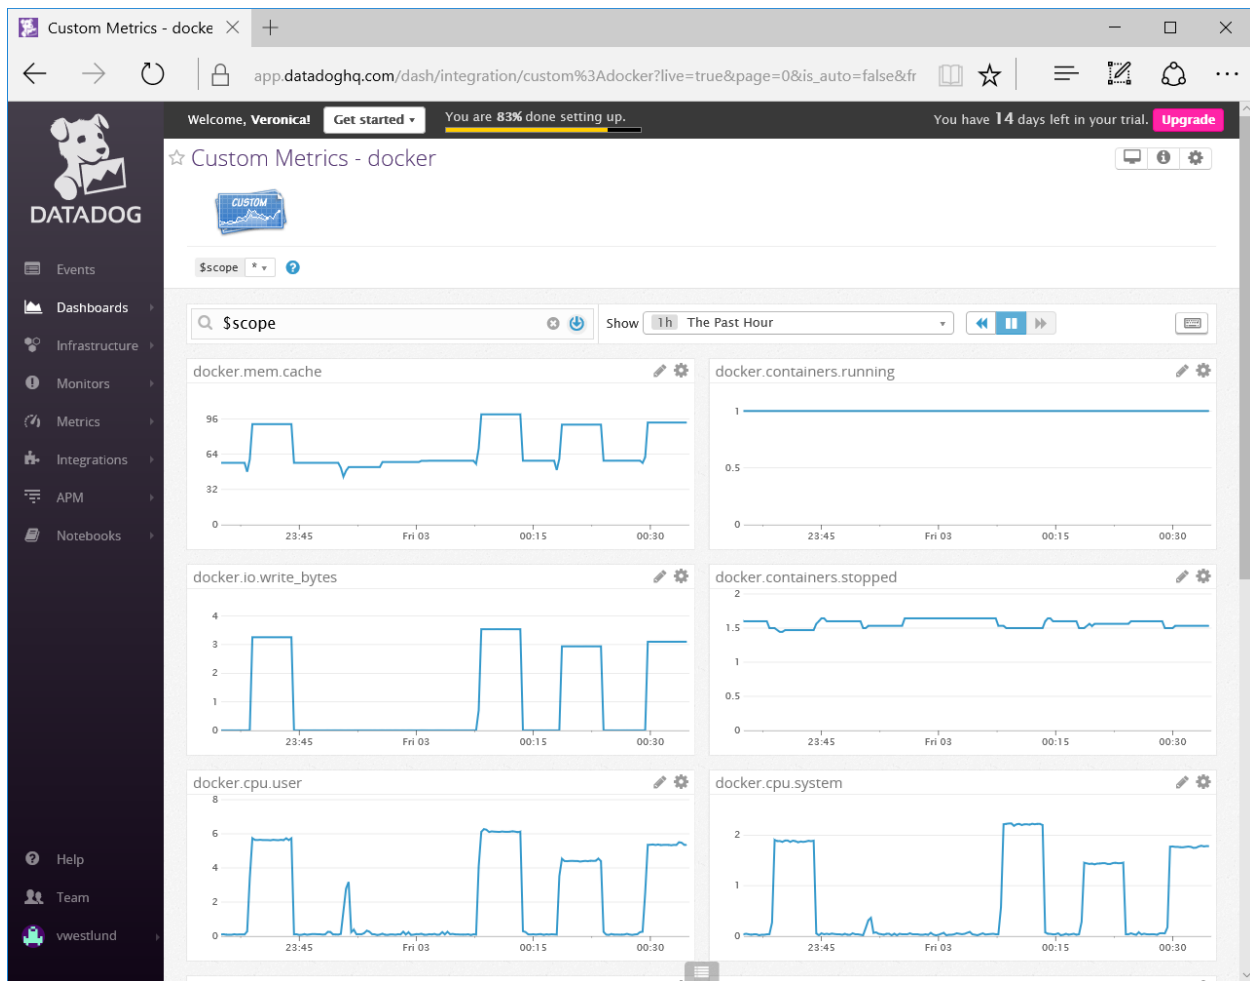 Custom Metrics - docke
app.datadoghq.com/dash/integration/custom%3Adocker?live=true&page=0&is_auto=false&fr
Welcome, Veronica! Get started You are 83% done setting up. You have 14 days left in your trial. Upgrade
DATADOG
Custom Metrics - docker
CUSTOM
$scope * ?
Events
Dashboards
Infrastructure
Monitors
Metrics
Integrations
APM
Notebooks
Help
Team
vwestlund
$scope Show 1h The Past Hour
docker.mem.cache
96
64
32
0
23:45 Fri 03 00:15 00:30
docker.containers.running
1
0.5
0
23:45 Fri 03 00:15 00:30
docker.io.write_bytes
4
3
2
1
0
23:45 Fri 03 00:15 00:30
docker.containers.stopped
2
1.5
1
0.5
0
23:45 Fri 03 00:15 00:30
docker.cpu.user
8
6
4
2
0
23:45 Fri 03 00:15 00:30
docker.cpu.system
2
1
0
23:45 Fri 03 00:15 00:30